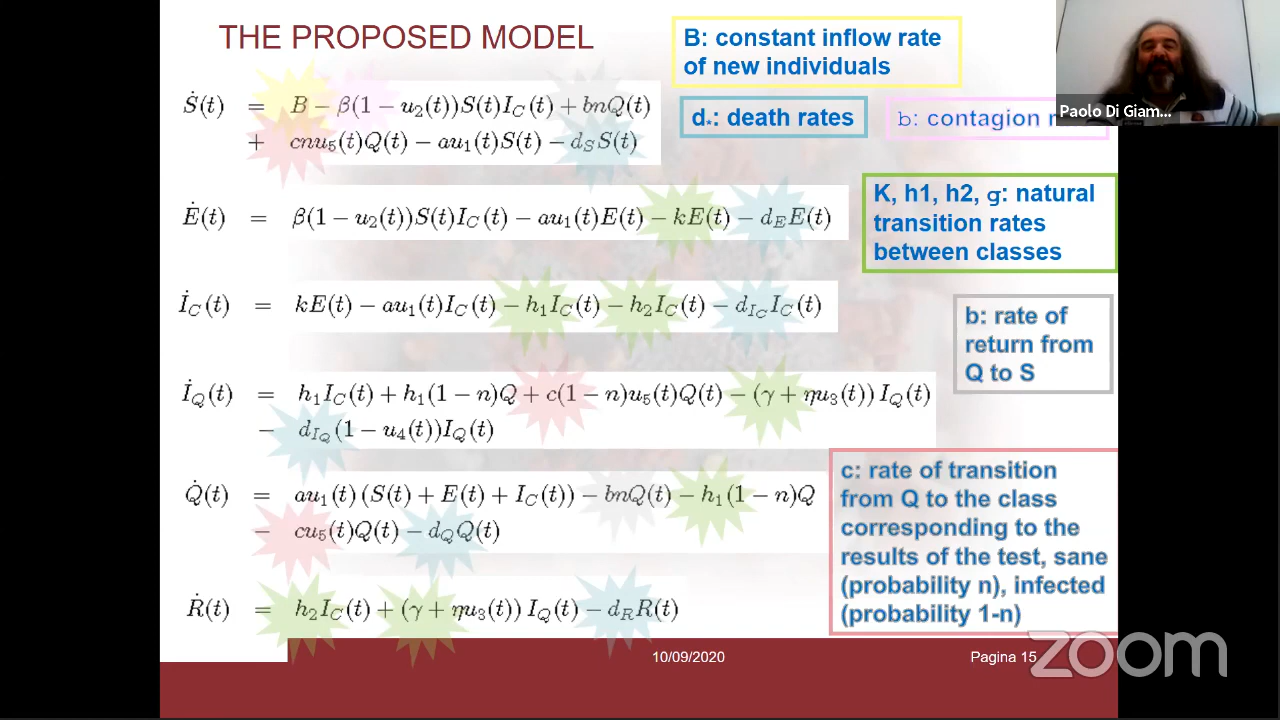 THE PROPOSED MODEL
B: constant inflow rate
of new individuals
d*: death rates
b: contagion
Paolo Di Giam...
Ṡ(t) = B − β(1 − u₂(t))S(t)I_C(t) + bnQ(t)
+ cnu₅(t)Q(t) − au₁(t)S(t) − d_S S(t)
K, h1, h2, g: natural
transition rates
between classes
Ė(t) = β(1 − u₂(t))S(t)I_C(t) − au₁(t)E(t) − kE(t) − d_E E(t)
İ_C(t) = kE(t) − au₁(t)I_C(t) − h₁I_C(t) − h₂I_C(t) − d_{I_C}I_C(t)
b: rate of
return from
Q to S
İ_Q(t) = h₁I_C(t) + h₁(1 − n)Q + c(1 − n)u₅(t)Q(t) − (γ + ηu₃(t)) I_Q(t)
− d_{I_Q}(1 − u₄(t))I_Q(t)
Q̇(t) = au₁(t) (S(t) + E(t) + I_C(t)) − bnQ(t) − h₁(1 − n)Q
− cu₅(t)Q(t) − d_Q Q(t)
c: rate of transition
from Q to the class
corresponding to the
results of the test, sane
(probability n), infected
(probability 1-n)
Ṙ(t) = h₂I_C(t) + (γ + ηu₃(t)) I_Q(t) − d_R R(t)
10/09/2020
Pagina 15
zoom